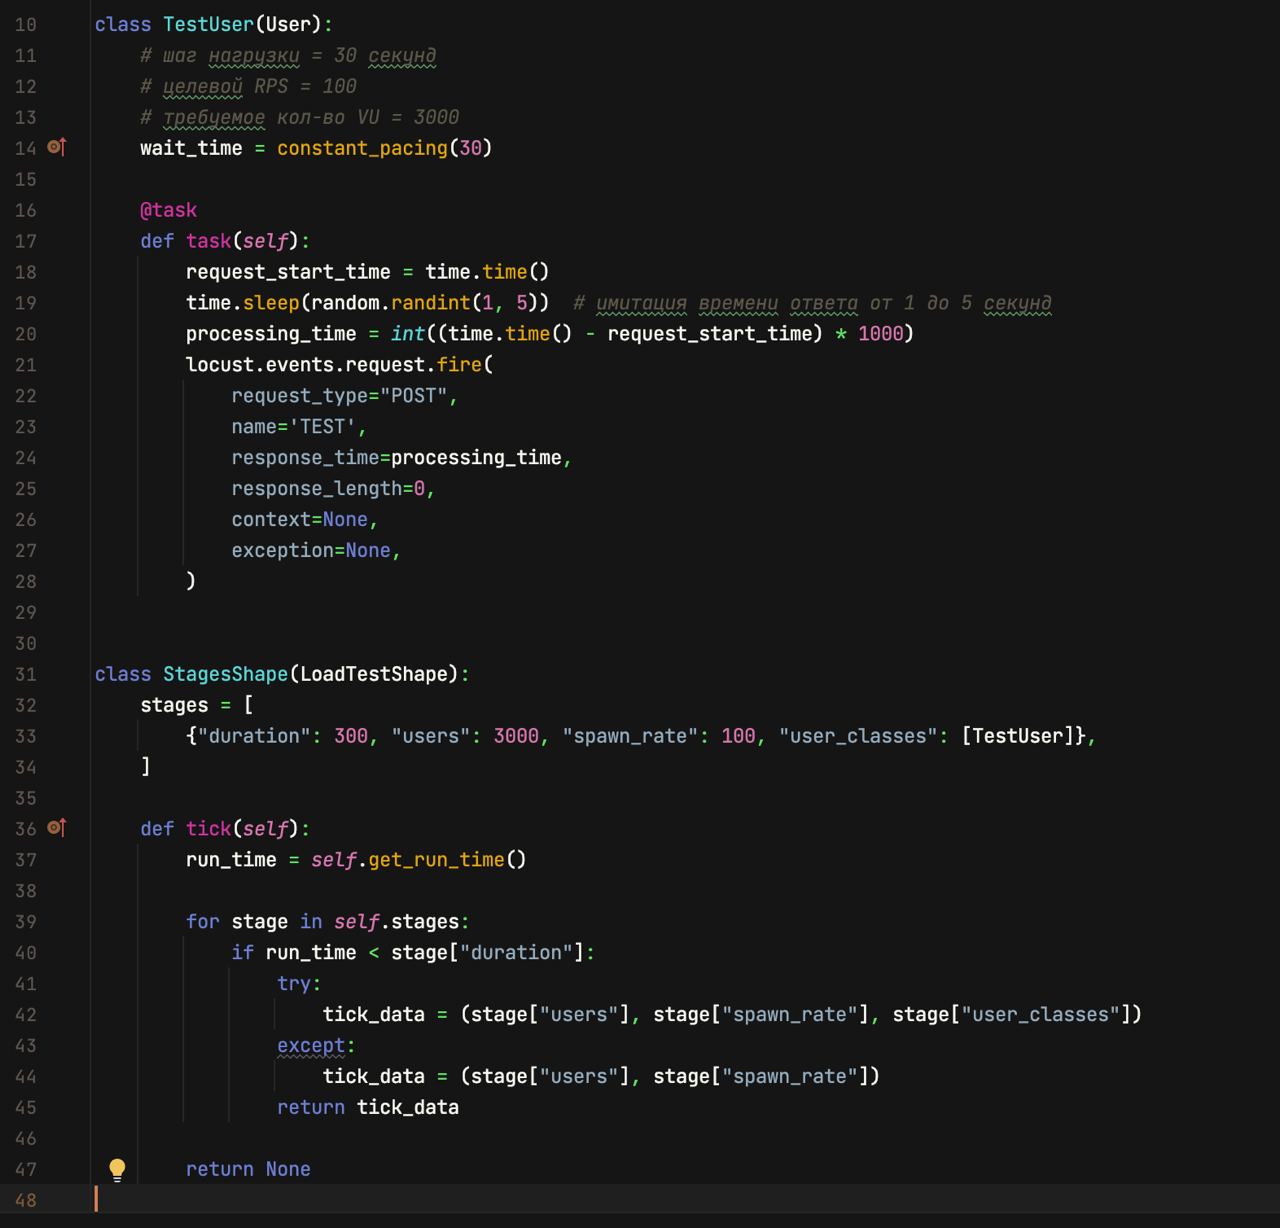 10 class TestUser(User):
11     # шаг нагрузки = 30 секунд
12     # целевой RPS = 100
13     # требуемое кол-во VU = 3000
14     wait_time = constant_pacing(30)
15
16     @task
17     def task(self):
18         request_start_time = time.time()
19         time.sleep(random.randint(1, 5))  # имитация времени ответа от 1 до 5 секунд
20         processing_time = int((time.time() - request_start_time) * 1000)
21         locust.events.request.fire(
22             request_type="POST",
23             name='TEST',
24             response_time=processing_time,
25             response_length=0,
26             context=None,
27             exception=None,
28         )
29
30
31 class StagesShape(LoadTestShape):
32     stages = [
33         {"duration": 300, "users": 3000, "spawn_rate": 100, "user_classes": [TestUser]},
34     ]
35
36     def tick(self):
37         run_time = self.get_run_time()
38
39         for stage in self.stages:
40             if run_time < stage["duration"]:
41                 try:
42                     tick_data = (stage["users"], stage["spawn_rate"], stage["user_classes"])
43                 except:
44                     tick_data = (stage["users"], stage["spawn_rate"])
45                 return tick_data
46
47         return None
48